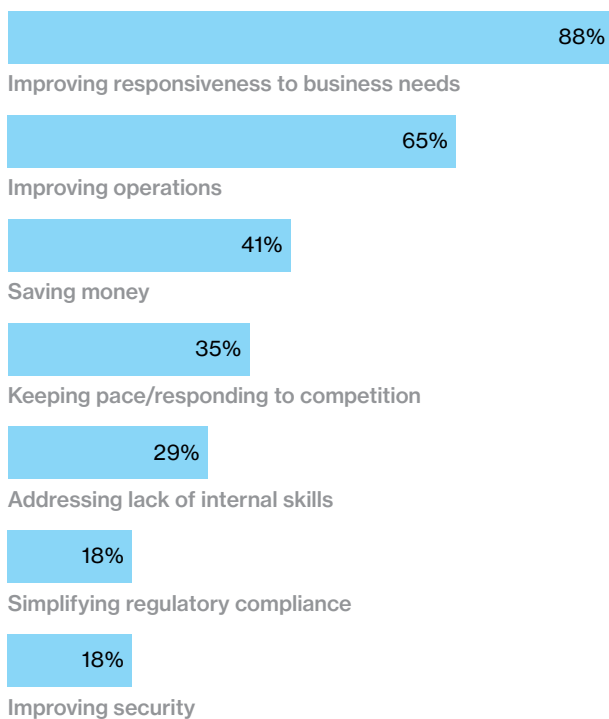 88%
Improving responsiveness to business needs
65%
Improving operations
41%
Saving money
35%
Keeping pace/responding to competition
29%
Addressing lack of internal skills
18%
Simplifying regulatory compliance
18%
Improving security